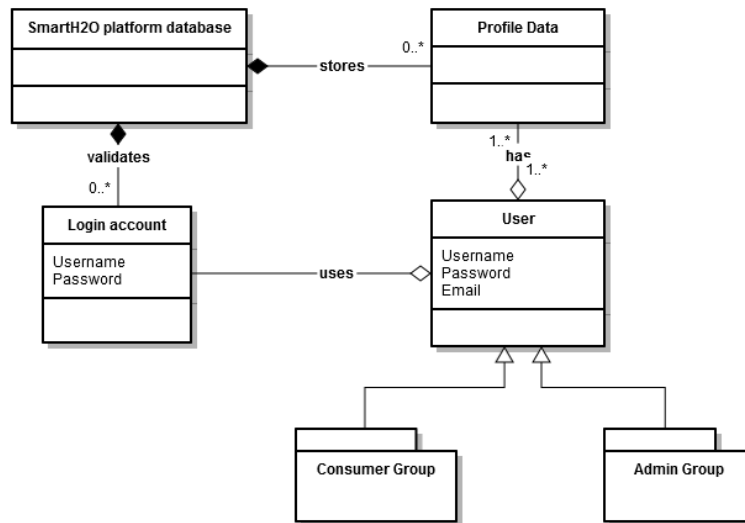 SmartH2O platform database
Profile Data
0..*
stores
validates
0..*
1..*
has
1..*
Login account
Username
Password
User
Username
Password
Email
uses
Consumer Group
Admin Group